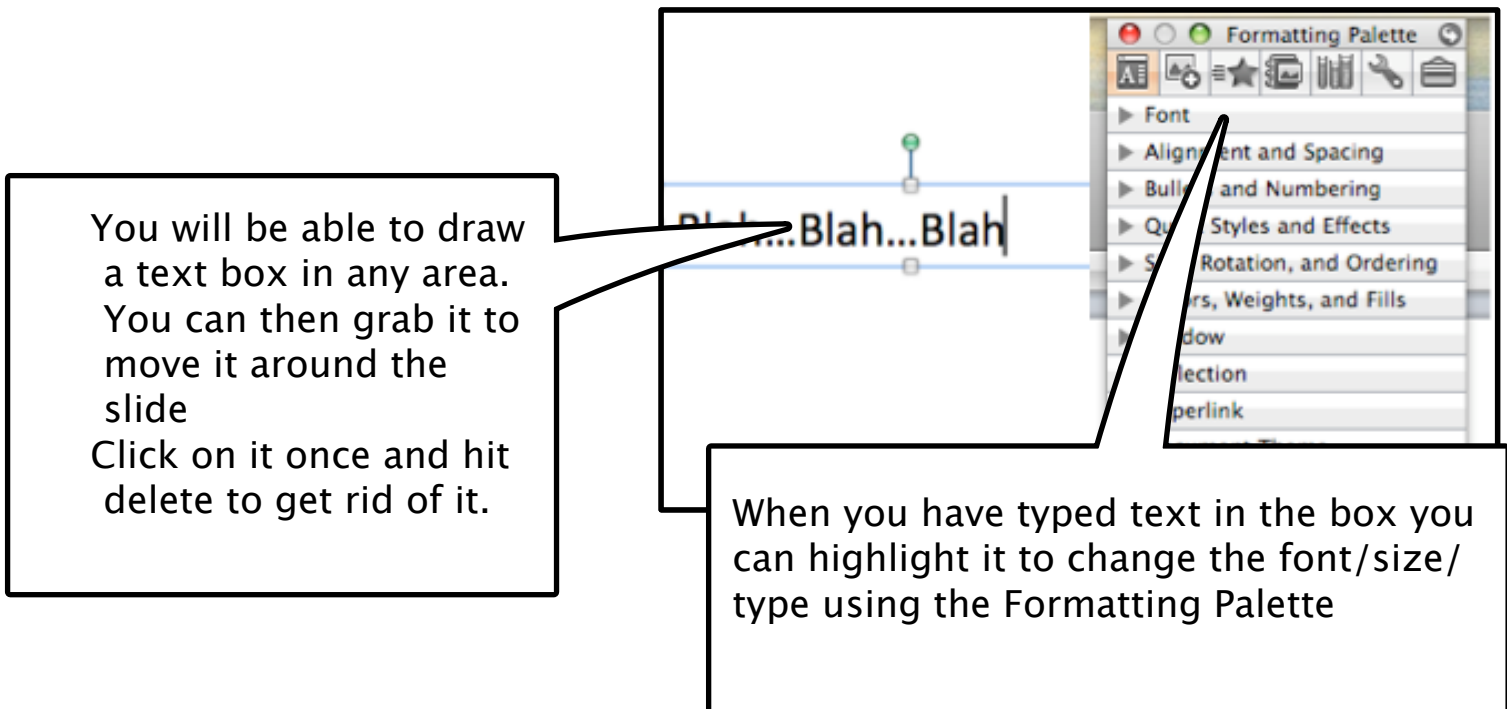 You will be able to draw
a text box in any area.
You can then grab it to
move it around the
slide
Click on it once and hit
delete to get rid of it.
...Blah...Blah
Formatting Palette
Font
and Spacing
and Numbering
Styles and Effects
Rotation, and Ordering
Weights, and Fills
When you have typed text in the box you
can highlight it to change the font/size/
type using the Formatting Palette